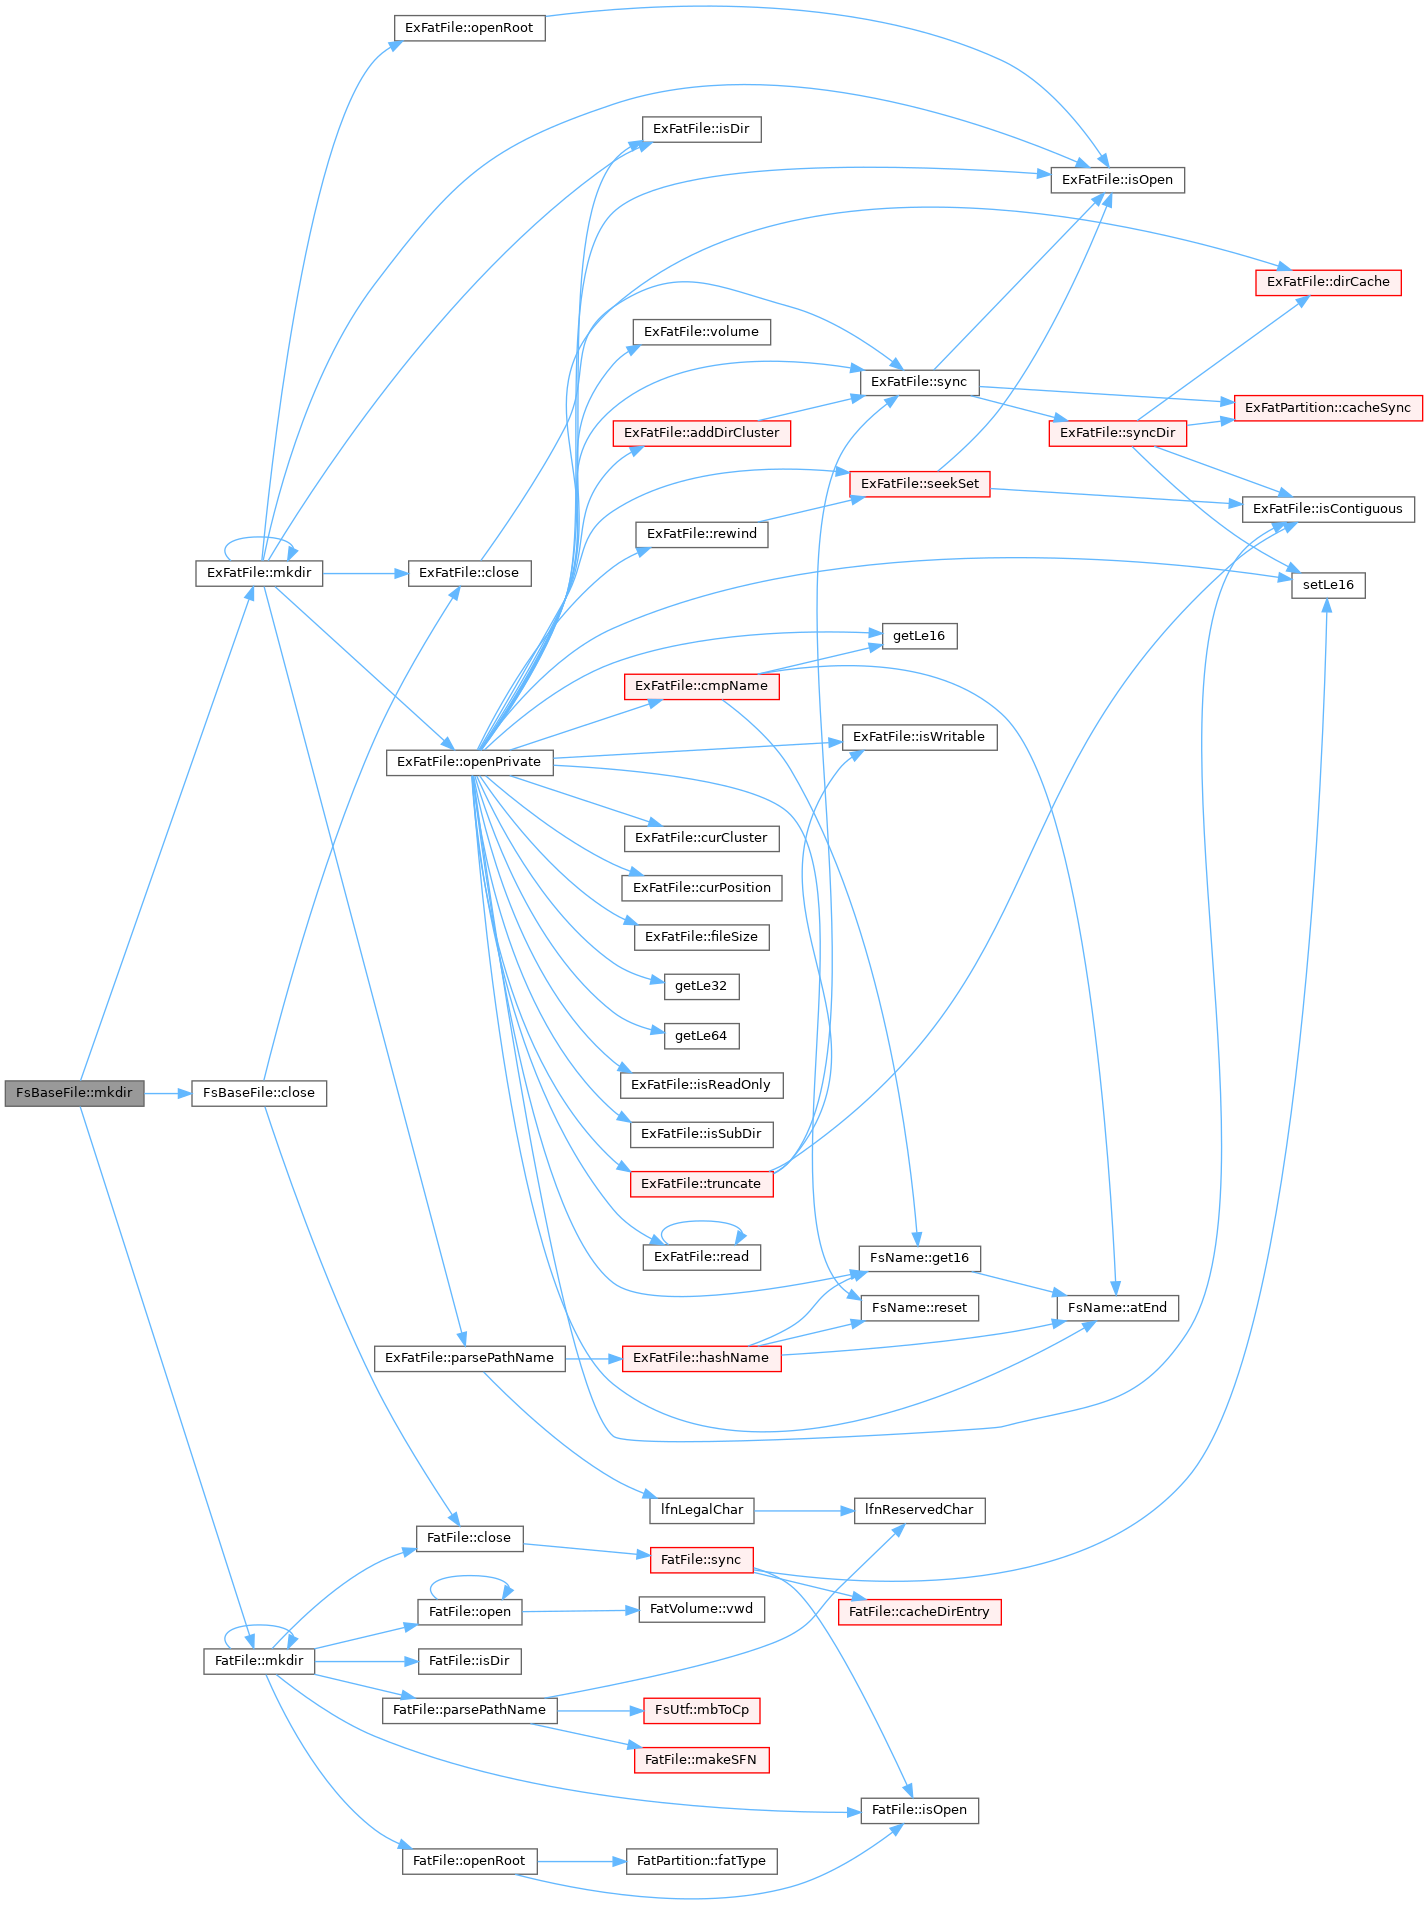 ExFatFile::openRoot
ExFatFile::isDir
ExFatFile::isOpen
ExFatFile::dirCache
ExFatFile::volume
ExFatFile::sync
ExFatPartition::cacheSync
ExFatFile::addDirCluster
ExFatFile::syncDir
ExFatFile::seekSet
ExFatFile::isContiguous
ExFatFile::rewind
ExFatFile::mkdir
ExFatFile::close
setLe16
getLe16
ExFatFile::cmpName
ExFatFile::isWritable
ExFatFile::openPrivate
ExFatFile::curCluster
ExFatFile::curPosition
ExFatFile::fileSize
getLe32
getLe64
ExFatFile::isReadOnly
FsBaseFile::mkdir
FsBaseFile::close
ExFatFile::isSubDir
ExFatFile::truncate
ExFatFile::read
FsName::get16
FsName::reset
FsName::atEnd
ExFatFile::parsePathName
ExFatFile::hashName
lfnLegalChar
lfnReservedChar
FatFile::close
FatFile::sync
FatFile::open
FatVolume::vwd
FatFile::cacheDirEntry
FatFile::mkdir
FatFile::isDir
FatFile::parsePathName
FsUtf::mbToCp
FatFile::makeSFN
FatFile::isOpen
FatFile::openRoot
FatPartition::fatType